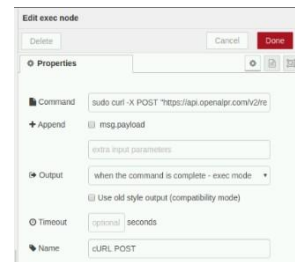 Edit exec node
Delete
Cancel
Done
Properties
Command
sudo curl -X POST "https://api.openalpr.com/v2/re
+ Append
msg.payload
extra input parameters
Output
when the command is complete - exec mode
Use old style output (compatibility mode)
Timeout
optional
seconds
Name
cURL POST